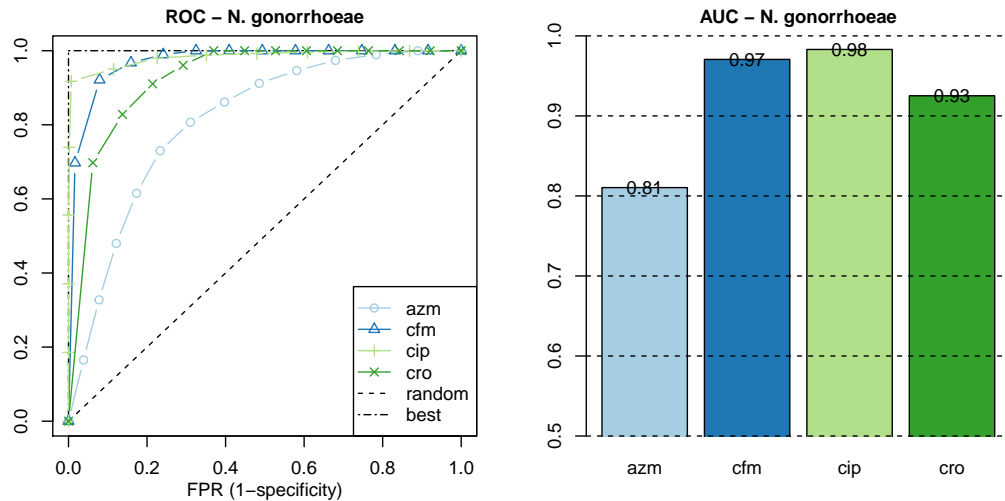 ROC − N. gonorrhoeae
1.0
0.8
0.6
0.4
0.2
0.0
azm
cfm
cip
cro
random
best
0.0 0.2 0.4 0.6 0.8 1.0
FPR (1−specificity)
AUC − N. gonorrhoeae
1.0
0.9
0.8
0.7
0.6
0.5
0.81
0.97
0.98
0.93
azm cfm cip cro